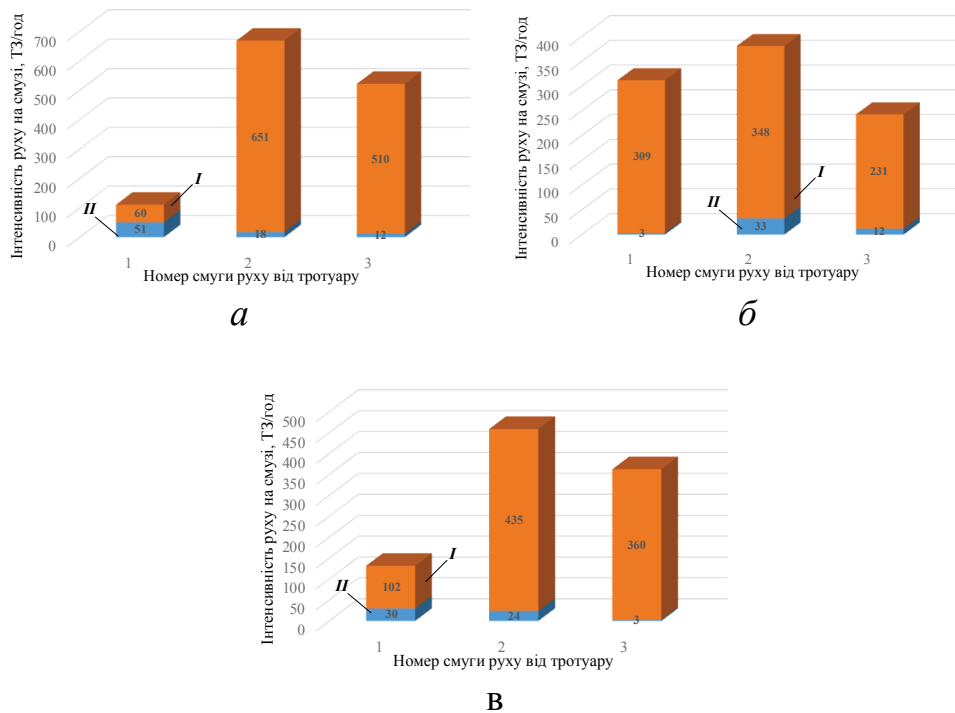 Інтенсивність руху на смузі, ТЗ/год
700
600
500
400
300
200
100
0
651
510
60
51
18
12
I
II
1 2 3
Номер смуги руху від тротуару
а
Інтенсивність руху на смузі, ТЗ/год
400
350
300
250
200
150
100
50
0
309
348
231
3
33
12
I
II
1 2 3
Номер смуги руху від тротуару
б
Інтенсивність руху на смузі, ТЗ/год
500
450
400
350
300
250
200
150
100
50
0
435
360
102
30
24
3
I
II
1 2 3
Номер смуги руху від тротуару
в